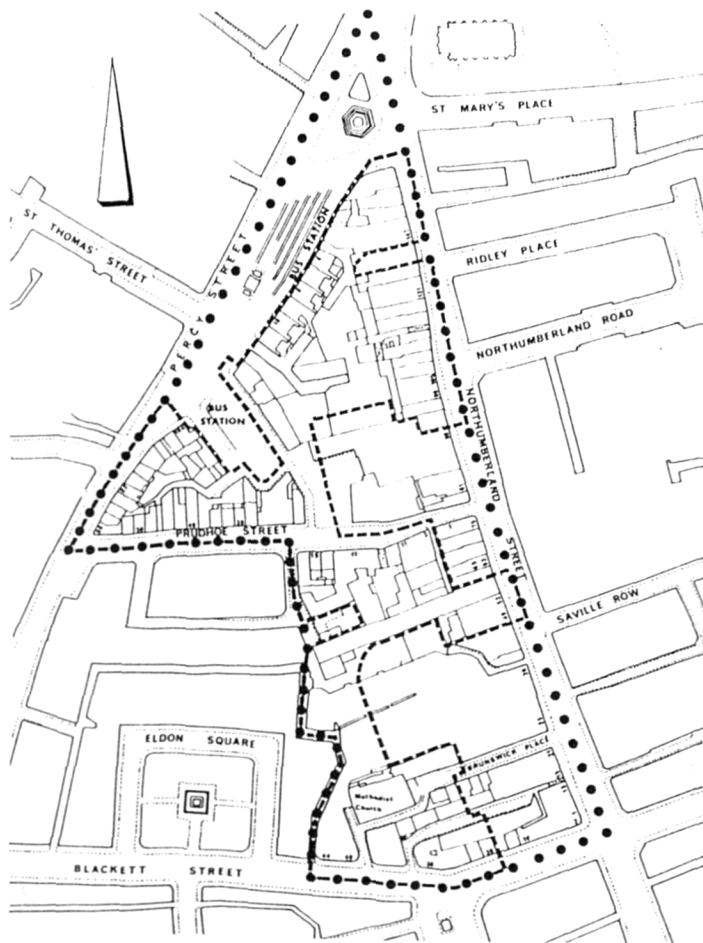 ST MARY'S PLACE
ST THOMAS' STREET
PERCY STREET
BUS STATION
RIDLEY PLACE
NORTHUMBERLAND ROAD
BUS
STATION
NORTHUMBERLAND STREET
PRUDHOE STREET
SAVILLE ROW
ELDON SQUARE
BRUNSWICK PLACE
Methodist
Church
BLACKETT STREET